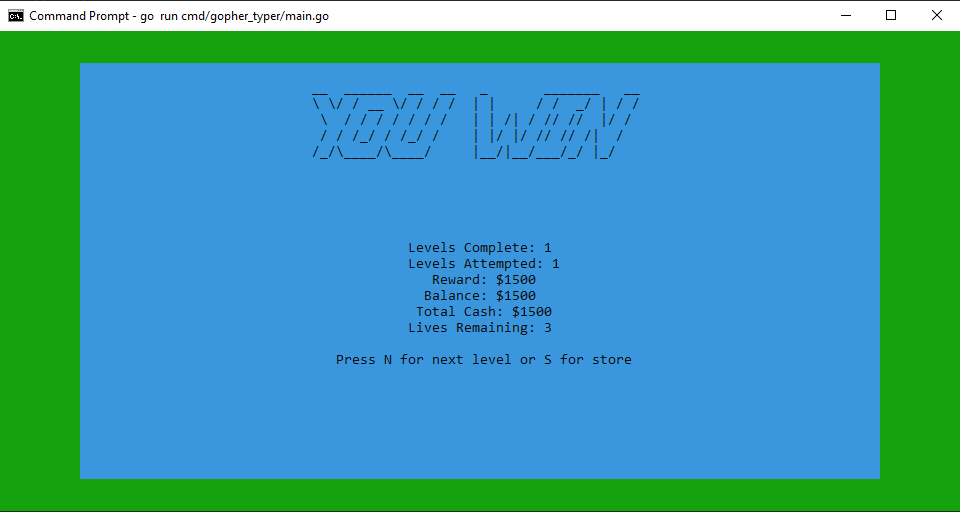 Command Prompt - go  run cmd/gopher_typer/main.go
YOU WIN
Levels Complete: 1
Levels Attempted: 1
Reward: $1500
Balance: $1500
Total Cash: $1500
Lives Remaining: 3
Press N for next level or S for store